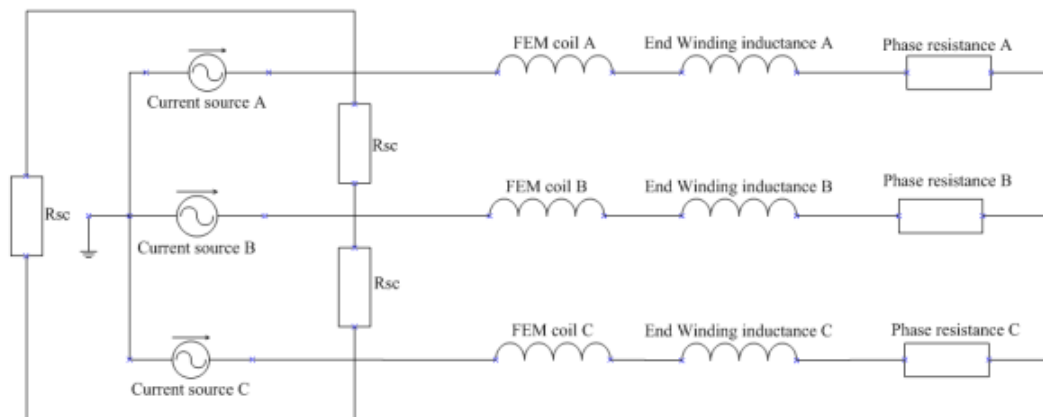 FEM coil A
End Winding inductance A
Phase resistance A
Current source A
Rsc
Rsc
FEM coil B
End Winding inductance B
Phase resistance B
Current source B
Rsc
FEM coil C
End Winding inductance C
Phase resistance C
Current source C